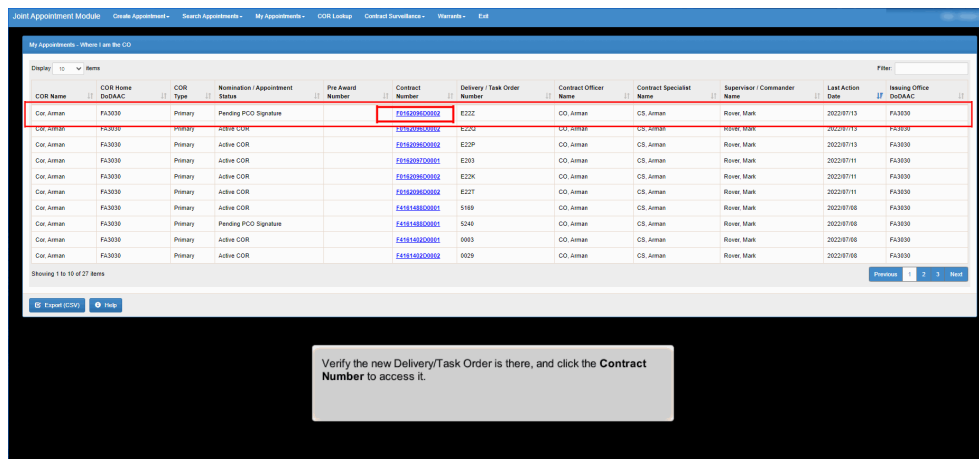 Joint Appointment Module Create Appointment Search Appointments My Appointments COR Lookup Contract Surveillance Warrants Exit
My Appointments - Where I am the CO
Display 10 items Filter:
COR Name COR Home DoDAAC COR Type Nomination / Appointment Status Pre Award Number Contract Number Delivery / Task Order Number Contract Officer Name Contract Specialist Name Supervisor / Commander Name Last Action Date Issuing Office DoDAAC
Cor, Arman FA3030 Primary Pending PCO Signature F0162096D0002 E22Z CO, Arman CS, Arman Rover, Mark 2022/07/13 FA3030
Cor, Arman FA3030 Primary Active COR F0162096D0002 E22Q CO, Arman CS, Arman Rover, Mark 2022/07/13 FA3030
Cor, Arman FA3030 Primary Active COR F0162096D0002 E22P CO, Arman CS, Arman Rover, Mark 2022/07/13 FA3030
Cor, Arman FA3030 Primary Active COR F0162097D0001 E203 CO, Arman CS, Arman Rover, Mark 2022/07/11 FA3030
Cor, Arman FA3030 Primary Active COR F0162096D0002 E22K CO, Arman CS, Arman Rover, Mark 2022/07/11 FA3030
Cor, Arman FA3030 Primary Active COR F0162096D0002 E22T CO, Arman CS, Arman Rover, Mark 2022/07/11 FA3030
Cor, Arman FA3030 Primary Active COR F4161488D0001 5169 CO, Arman CS, Arman Rover, Mark 2022/07/08 FA3030
Cor, Arman FA3030 Primary Pending PCO Signature F4161488D0001 5240 CO, Arman CS, Arman Rover, Mark 2022/07/08 FA3030
Cor, Arman FA3030 Primary Active COR F4161402D0001 0003 CO, Arman CS, Arman Rover, Mark 2022/07/08 FA3030
Cor, Arman FA3030 Primary Active COR F4161402D0002 0029 CO, Arman CS, Arman Rover, Mark 2022/07/08 FA3030
Showing 1 to 10 of 27 items Previous 1 2 3 Next
Export (CSV) Help
Verify the new Delivery/Task Order is there, and click the Contract
Number to access it.